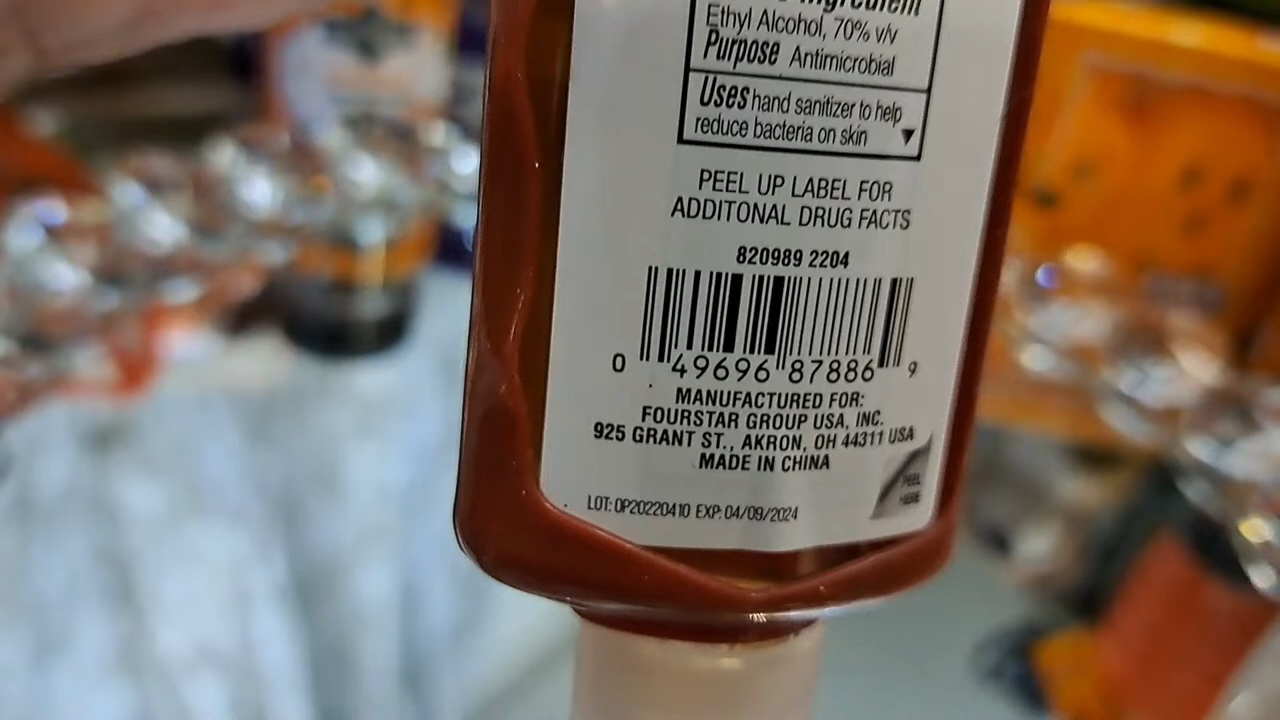 Ingredient
Ethyl Alcohol, 70% v/v
Purpose Antimicrobial
Uses hand sanitizer to help
reduce bacteria on skin
PEEL UP LABEL FOR
ADDITONAL DRUG FACTS
820989 2204
0 49696 87886 9
MANUFACTURED FOR:
FOURSTAR GROUP USA, INC.
925 GRANT ST., AKRON, OH 44311 USA
MADE IN CHINA
PEEL
HERE
LOT: OP20220410 EXP: 04/09/2024